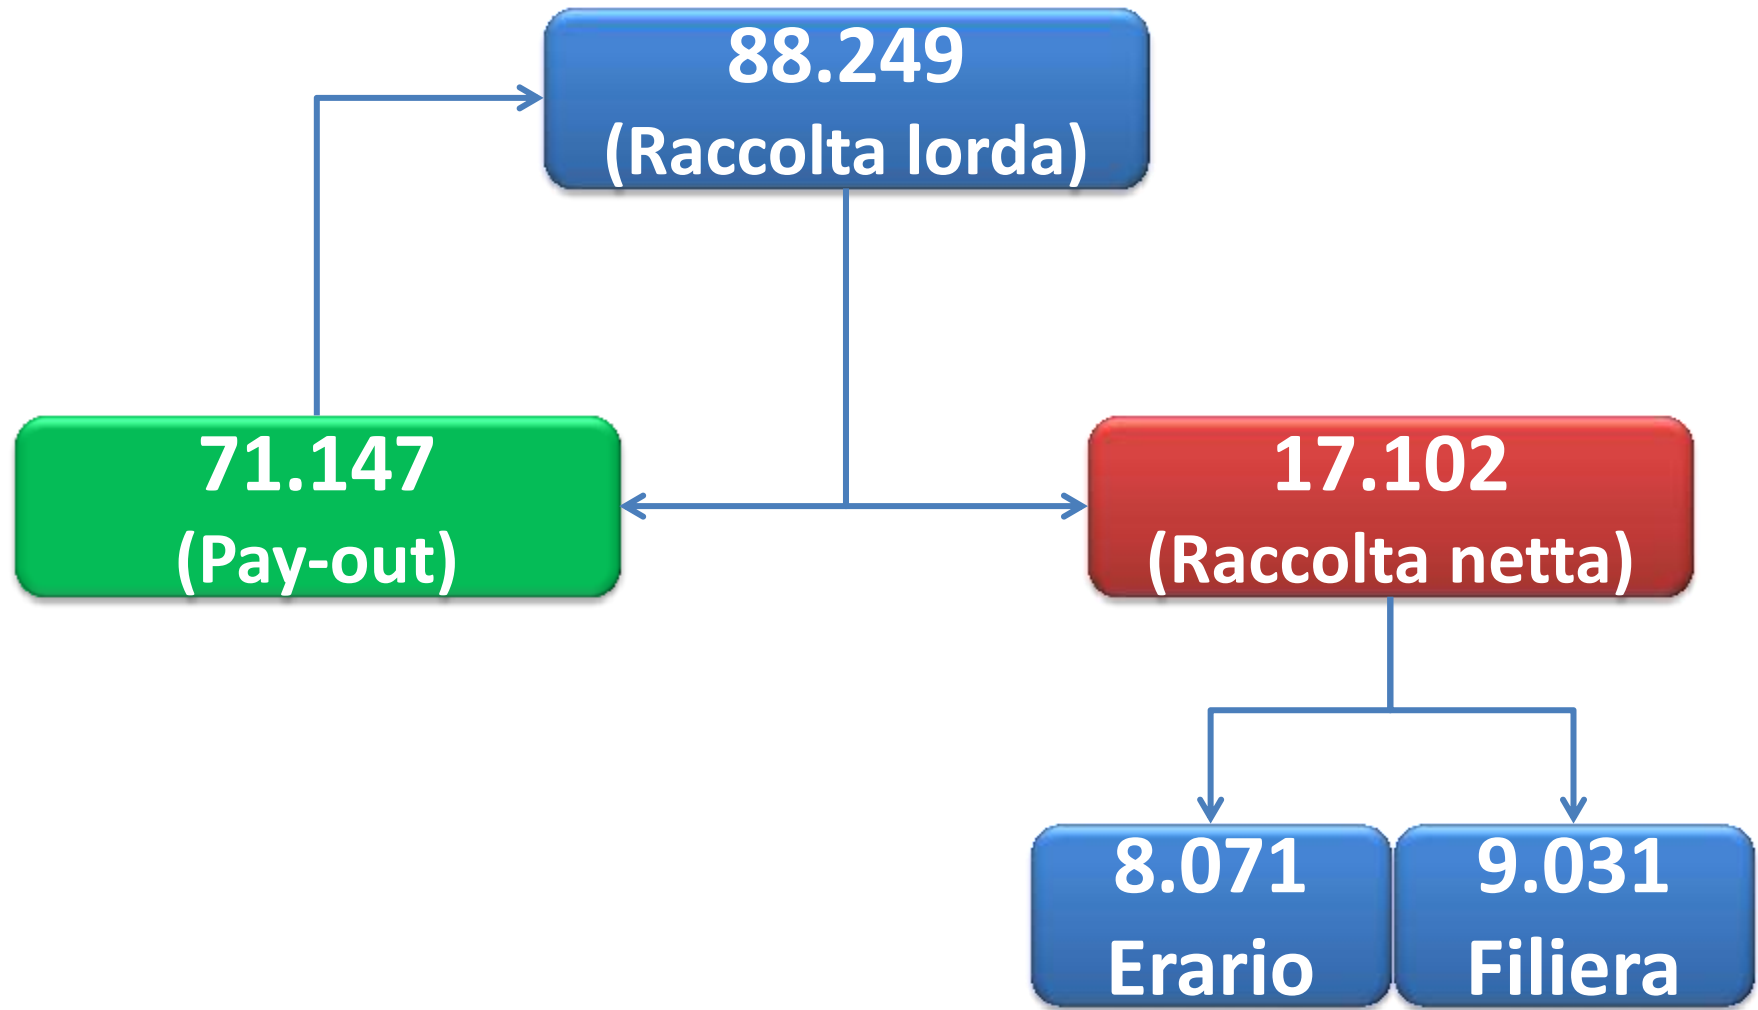 88.249
(Raccolta lorda)
71.147
(Pay-out)
17.102
(Raccolta netta)
8.071
Erario
9.031
Filiera